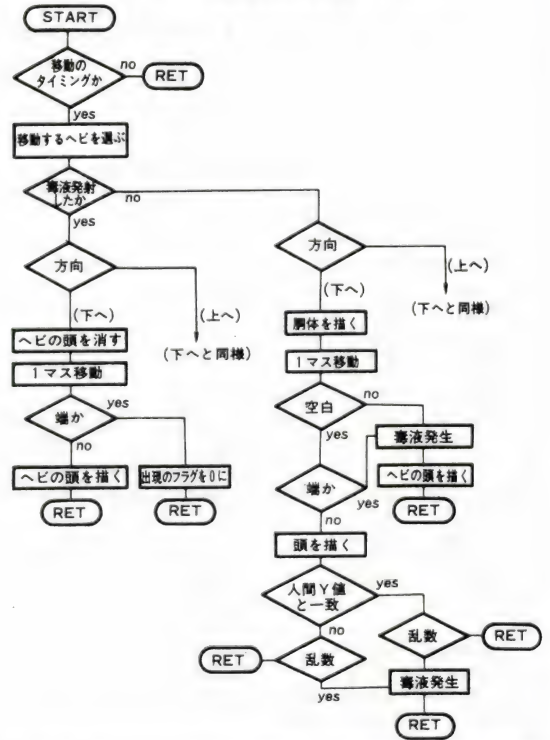 START
移動の
タイミングか
no
RET
yes
移動するヘビを選ぶ
毒液発射
したか
no
yes
方向
(下へ)
(上へ)
(下へと同様)
ヘビの頭を消す
1マス移動
端か
yes
no
ヘビの頭を描く
出現のフラグを0に
RET
RET
方向
(上へ)
(下へ)
(下へと同様)
胴体を描く
1マス移動
空白
no
yes
毒液発生
ヘビの頭を描く
端か
yes
RET
no
頭を描く
人間Y値
と一致
yes
no
乱数
RET
RET
乱数
yes
毒液発生
RET